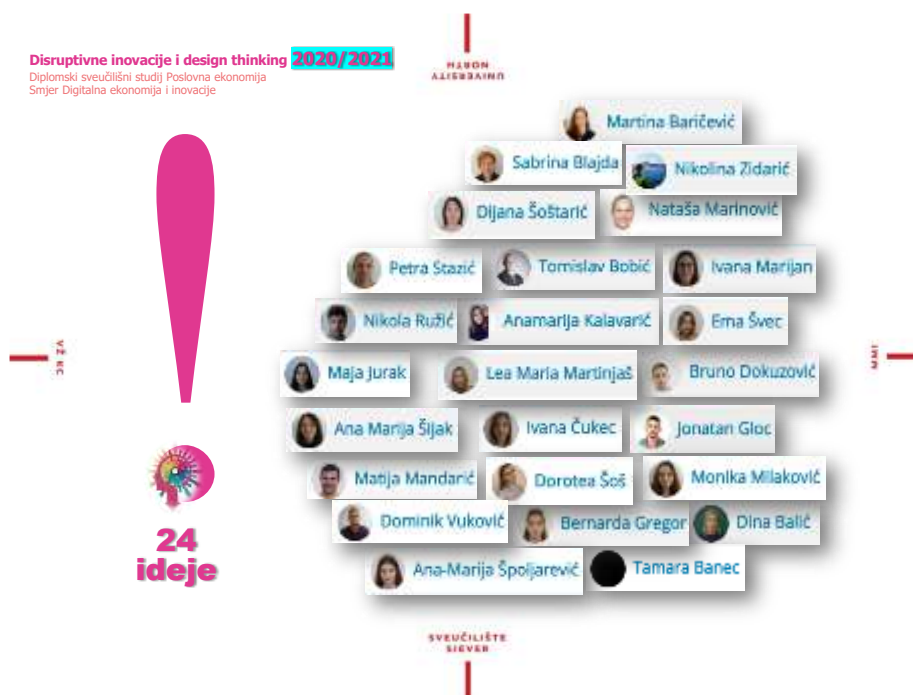 Disruptivne inovacije i design thinking 2020/2021
Diplomski sveučilišni studij Poslovna ekonomija
Smjer Digitalna ekonomija i inovacije
NORTH
UNIVERSITY
Martina Baričević
Sabrina Blajda
Nikolina Zidarić
Dijana Šoštarić
Nataša Marinović
Petra Stazić
Tomislav Bobić
Ivana Marijan
Nikola Ružić
Anamarija Kalavarić
Ema Švec
VŽ KC
MMI
Maja Jurak
Lea Maria Martinjaš
Bruno Dokuzović
Ana Marija Šijak
Ivana Čukec
Jonatan Gloc
Matija Mandarić
Dorotea Šoš
Monika Milaković
Dominik Vuković
Bernarda Gregor
Dina Balić
24
ideje
Ana-Marija Špoljarević
Tamara Banec
SVEUČILIŠTE
SJEVER